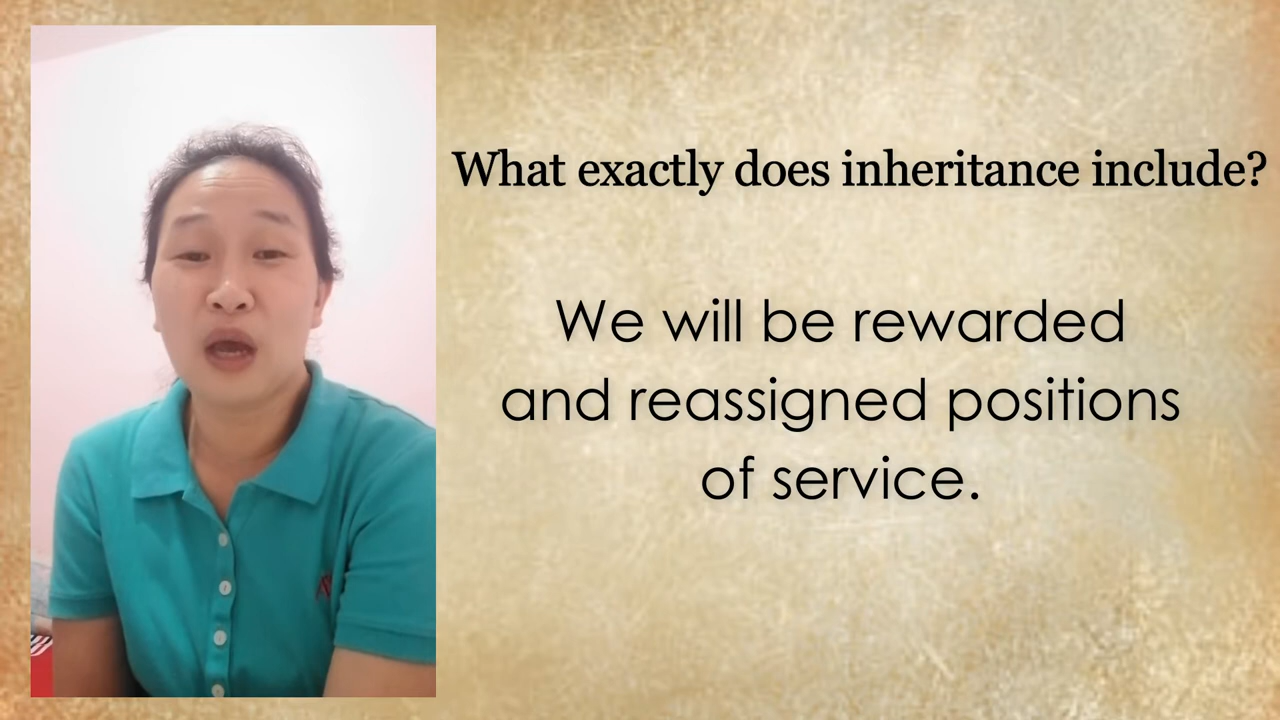 What exactly does inheritance include?
We will be rewarded
and reassigned positions
of service.